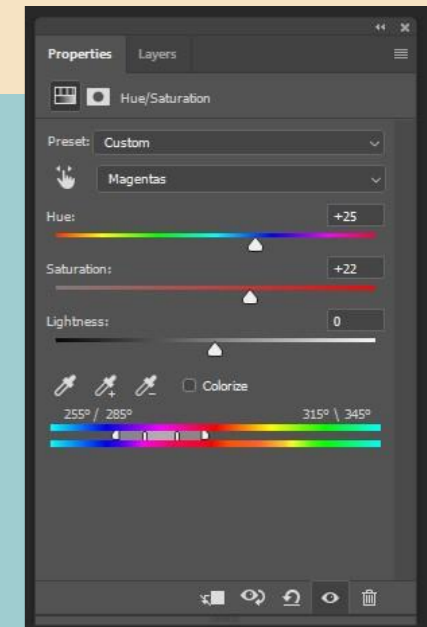 Properties Layers
Hue/Saturation
Preset: Custom
Magentas
Hue: +25
Saturation: +22
Lightness: 0
Colorize
255° / 285° 315° \ 345°